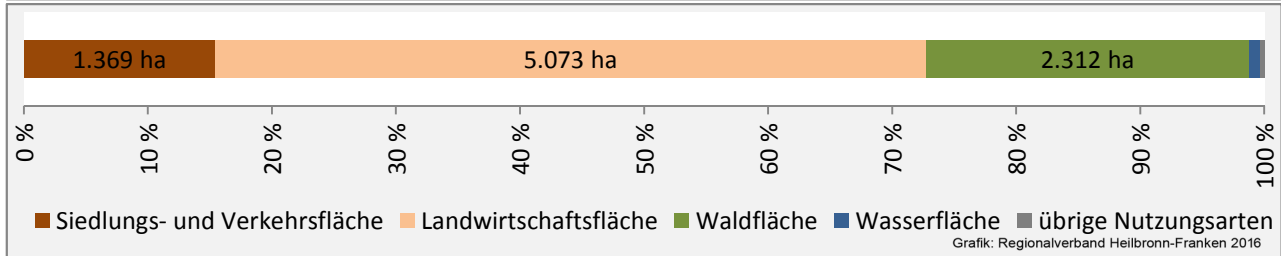 1.369 ha 5.073 ha 2.312 ha
0 % 10 % 20 % 30 % 40 % 50 % 60 % 70 % 80 % 90 % 100 %
Siedlungs- und Verkehrsfläche Landwirtschaftsfläche Waldfläche Wasserfläche übrige Nutzungsarten
Grafik: Regionalverband Heilbronn-Franken 2016